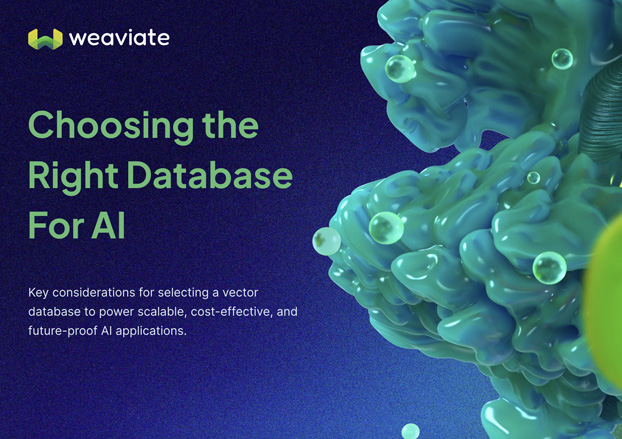 weaviate
Choosing the
Right Database
For AI
Key considerations for selecting a vector
database to power scalable, cost-effective, and
future-proof AI applications.